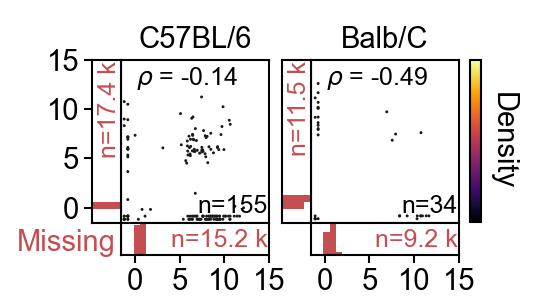 C57BL/6
Balb/C
15
10
5
0
n=17.4 k
ρ = -0.14
n=155
n=11.5 k
ρ = -0.49
n=34
Density
Missing
n=15.2 k
n=9.2 k
0 5 10 15
0 5 10 15